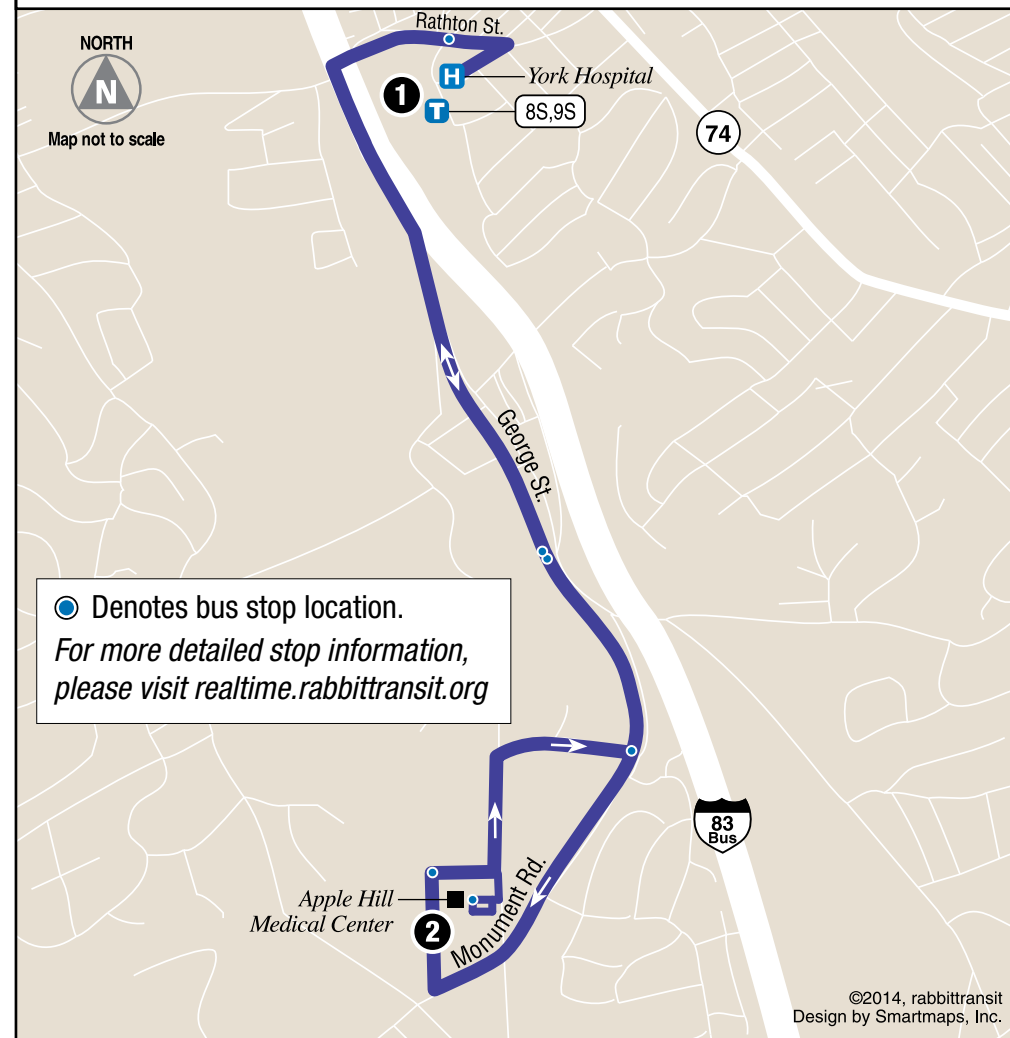 Rathton St.
NORTH
N
Map not to scale
H
York Hospital
1
T
8S,9S
74
George St.
Denotes bus stop location.
For more detailed stop information,
please visit realtime.rabbittransit.org
83
Bus
Monument Rd.
Apple Hill
Medical Center
2
©2014, rabbittransit
Design by Smartmaps, Inc.